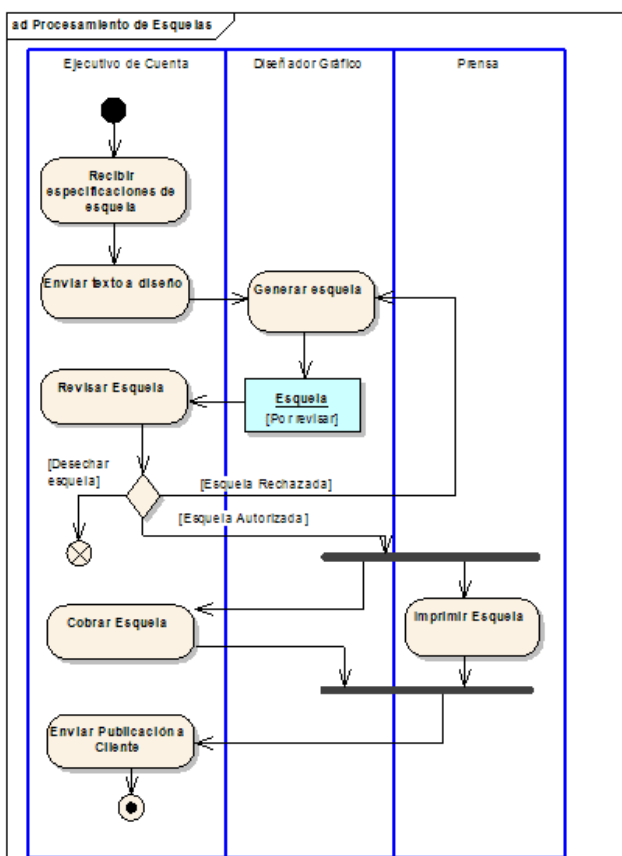 ad Procesamiento de Esquelas
Ejecutivo de Cuenta
Diseñador Gráfico
Prensa
Recibir
especificaciones de
esquela
Enviar texto a diseño
Generar esquela
Revisar Esquela
Esquela
[Por revisar]
[Desechar
esquela]
[Esquela Rechazada]
[Esquela Autorizada]
Cobrar Esquela
Imprimir Esquela
Enviar Publicación a
Cliente